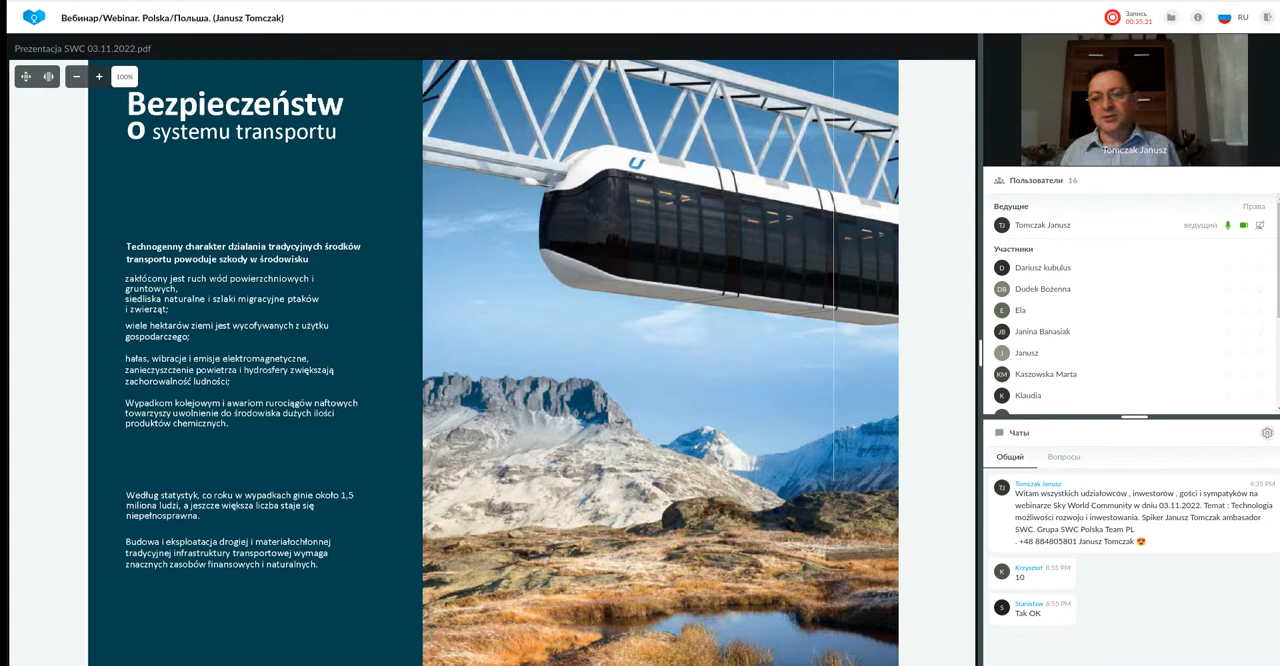 Вебинар/Webinar. Polska/Польша. (Janusz Tomczak)
Запись
00:35:21
RU
Prezentacja SWC 03.11.2022.pdf
100%
Bezpieczeństw
o systemu transportu
Technogenny charakter działania tradycyjnych środków
transportu powoduje szkody w środowisku
zakłócony jest ruch wód powierzchniowych i
gruntowych,
siedliska naturalne i szlaki migracyjne ptaków
i zwierząt;
wiele hektarów ziemi jest wycofywanych z użytku
gospodarczego;
hałas, wibracje i emisje elektromagnetyczne,
zanieczyszczenie powietrza i hydrosfery zwiększają
zachorowalność ludności;
Wypadkom kolejowym i awariom rurociągów naftowych
towarzyszy uwolnienie do środowiska dużych ilości
produktów chemicznych.
Według statystyk, co roku w wypadkach ginie około 1,5
miliona ludzi, a jeszcze większa liczba staje się
niepełnosprawna.
Budowa i eksploatacja drogiej i materiałochłonnej
tradycyjnej infrastruktury transportowej wymaga
znacznych zasobów finansowych i naturalnych.
Tomczak Janusz
Пользователи 16
Ведущие Права
TJ Tomczak Janusz ведущий
Участники
D Dariusz kubulus
DB Dudek Bożenna
E Ela
JB Janina Banasiak
J Janusz
KM Kaszowska Marta
K Klaudia
Чаты
Общий Вопросы
TJ Tomczak Janusz 4:35 PM
Witam wszystkich udziałowców , inwestorów , gości i sympatyków na
webinarze Sky World Community w dniu 03.11.2022. Temat : Technologia
możliwości rozwoju i inwestowania. Spiker Janusz Tomczak ambasador
SWC. Grupa SWC Polska Team PL
. +48 884805801 Janusz Tomczak 😍
K Krzysztof 8:55 PM
10
S Stanisław 8:55 PM
Tak OK